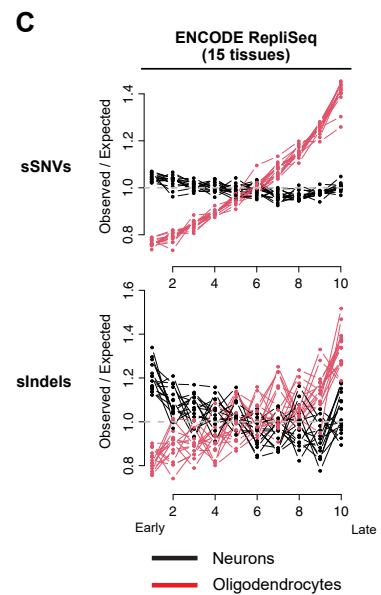 C
ENCODE RepliSeq
(15 tissues)
sSNVs
Observed / Expected
0.8 1.0 1.2 1.4
2 4 6 8 10
sIndels
Observed / Expected
0.8 1.0 1.2 1.4 1.6
2 4 6 8 10
Early Late
Neurons
Oligodendrocytes